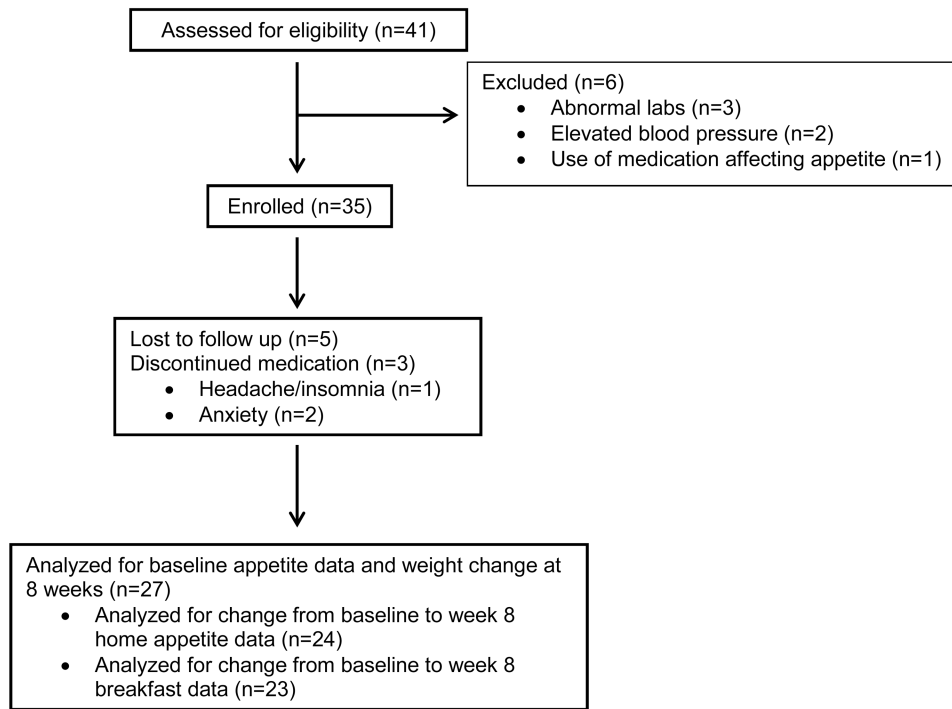 Assessed for eligibility (n=41)
Excluded (n=6)
• Abnormal labs (n=3)
• Elevated blood pressure (n=2)
• Use of medication affecting appetite (n=1)
Enrolled (n=35)
Lost to follow up (n=5)
Discontinued medication (n=3)
• Headache/insomnia (n=1)
• Anxiety (n=2)
Analyzed for baseline appetite data and weight change at
8 weeks (n=27)
• Analyzed for change from baseline to week 8
home appetite data (n=24)
• Analyzed for change from baseline to week 8
breakfast data (n=23)